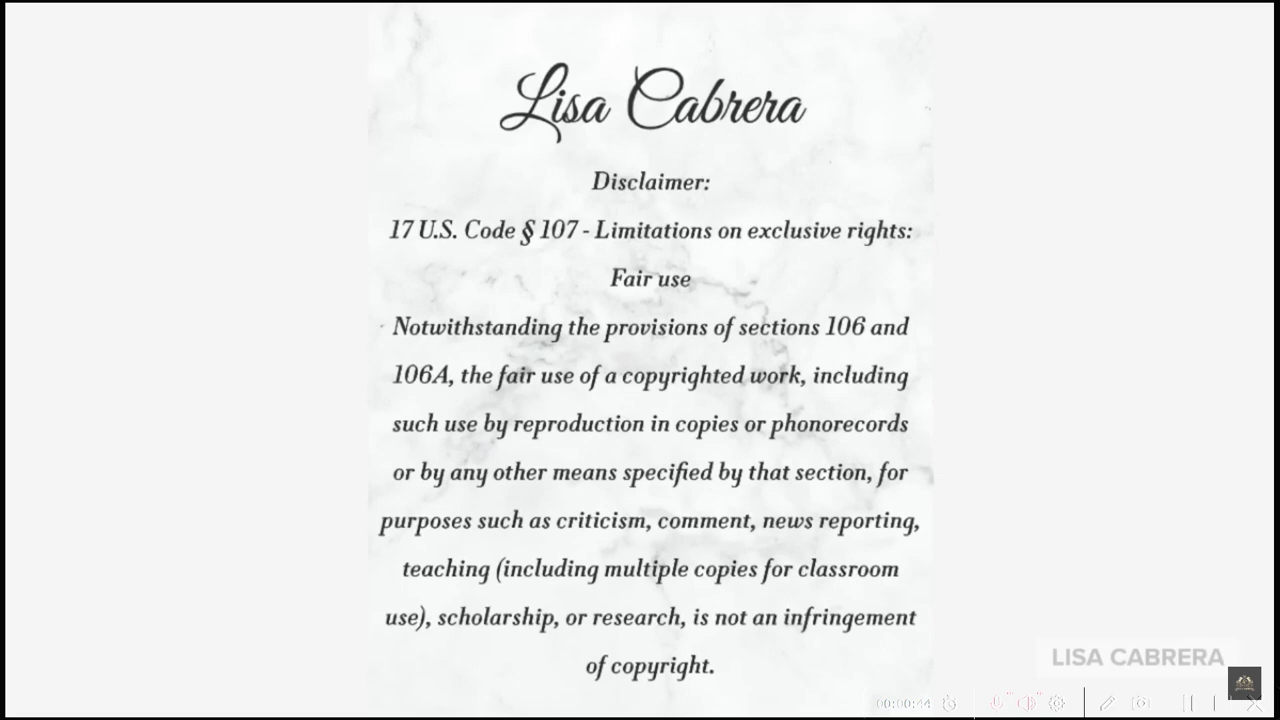 Lisa Cabrera
Disclaimer:
17 U.S. Code § 107 - Limitations on exclusive rights:
Fair use
Notwithstanding the provisions of sections 106 and
106A, the fair use of a copyrighted work, including
such use by reproduction in copies or phonorecords
or by any other means specified by that section, for
purposes such as criticism, comment, news reporting,
teaching (including multiple copies for classroom
use), scholarship, or research, is not an infringement
of copyright.
LISA CABRERA
00:00:44